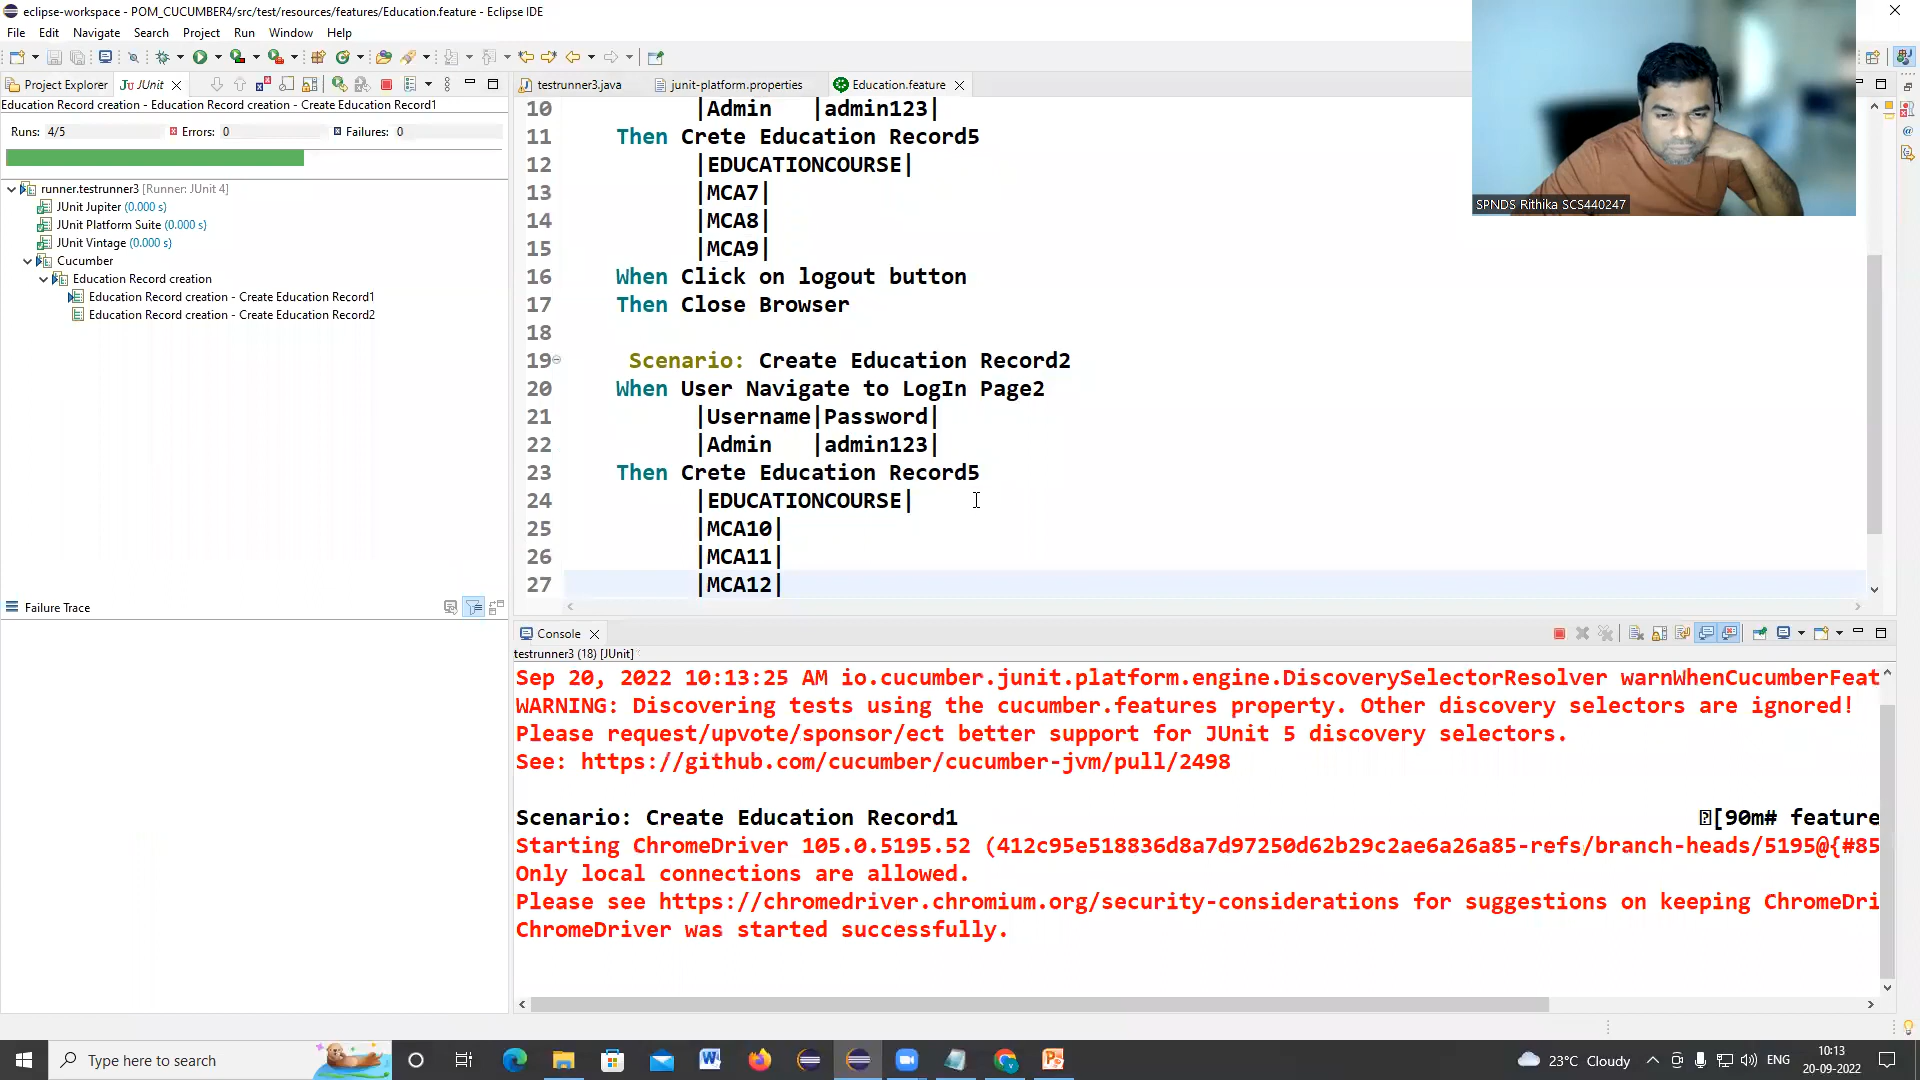 eclipse-workspace - POM_CUCUMBER4/src/test/resources/features/Education.feature - Eclipse IDE
File Edit Navigate Search Project Run Window Help
Project Explorer JUnit
Education Record creation - Education Record creation - Create Education Record1
Runs: 4/5 Errors: 0 Failures: 0
runner.testrunner3 [Runner: JUnit 4]
JUnit Jupiter (0.000 s)
JUnit Platform Suite (0.000 s)
JUnit Vintage (0.000 s)
Cucumber
Education Record creation
Education Record creation - Create Education Record1
Education Record creation - Create Education Record2
Failure Trace
testrunner3.java junit-platform.properties Education.feature
10 |Admin |admin123|
11 Then Crete Education Record5
12 |EDUCATIONCOURSE|
13 |MCA7|
14 |MCA8|
15 |MCA9|
16 When Click on logout button
17 Then Close Browser
18
19 Scenario: Create Education Record2
20 When User Navigate to LogIn Page2
21 |Username|Password|
22 |Admin |admin123|
23 Then Crete Education Record5
24 |EDUCATIONCOURSE|
25 |MCA10|
26 |MCA11|
27 |MCA12|
SPNDS Rithika SCS440247
Console
testrunner3 (18) [JUnit]
Sep 20, 2022 10:13:25 AM io.cucumber.junit.platform.engine.DiscoverySelectorResolver warnWhenCucumberFeat
WARNING: Discovering tests using the cucumber.features property. Other discovery selectors are ignored!
Please request/upvote/sponsor/ect better support for JUnit 5 discovery selectors.
See: https://github.com/cucumber/cucumber-jvm/pull/2498
Scenario: Create Education Record1 [90m# feature
Starting ChromeDriver 105.0.5195.52 (412c95e518836d8a7d97250d62b29c2ae6a26a85-refs/branch-heads/5195@{#85
Only local connections are allowed.
Please see https://chromedriver.chromium.org/security-considerations for suggestions on keeping ChromeDri
ChromeDriver was started successfully.
Type here to search
23°C Cloudy
ENG
10:13
20-09-2022